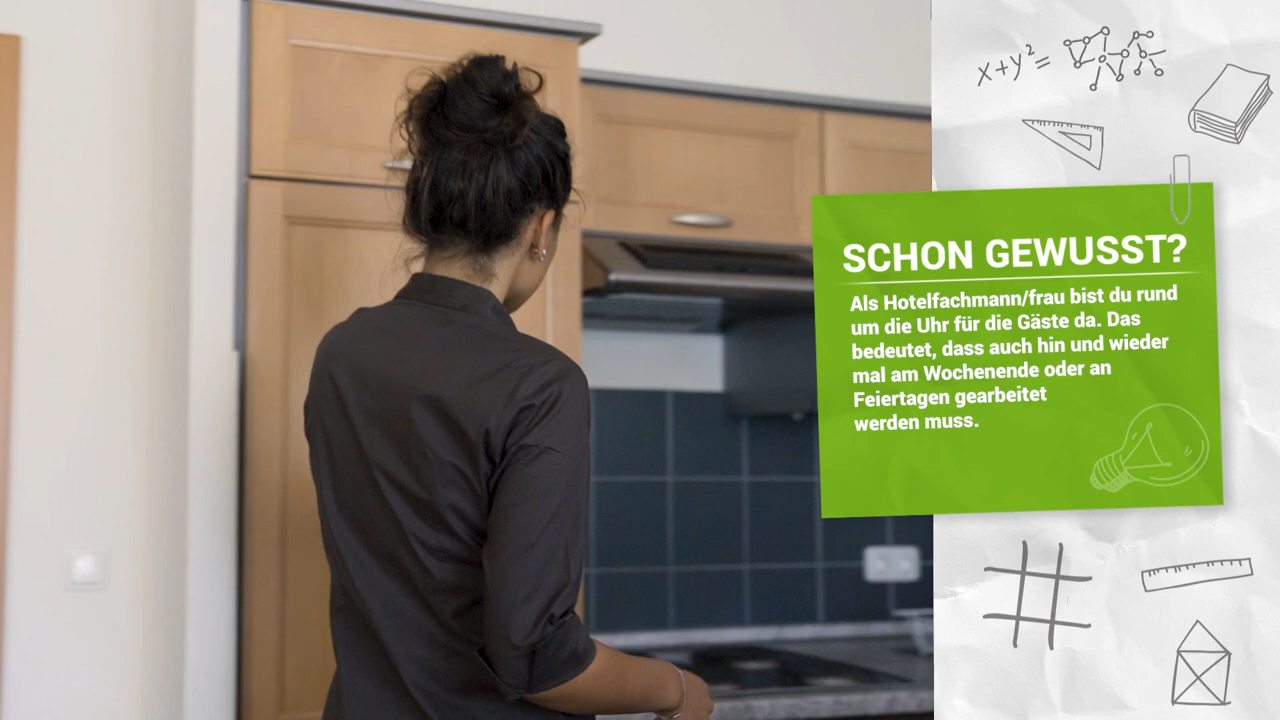 x+y²=
SCHON GEWUSST?
Als Hotelfachmann/frau bist du rund
um die Uhr für die Gäste da. Das
bedeutet, dass auch hin und wieder
mal am Wochenende oder an
Feiertagen gearbeitet
werden muss.